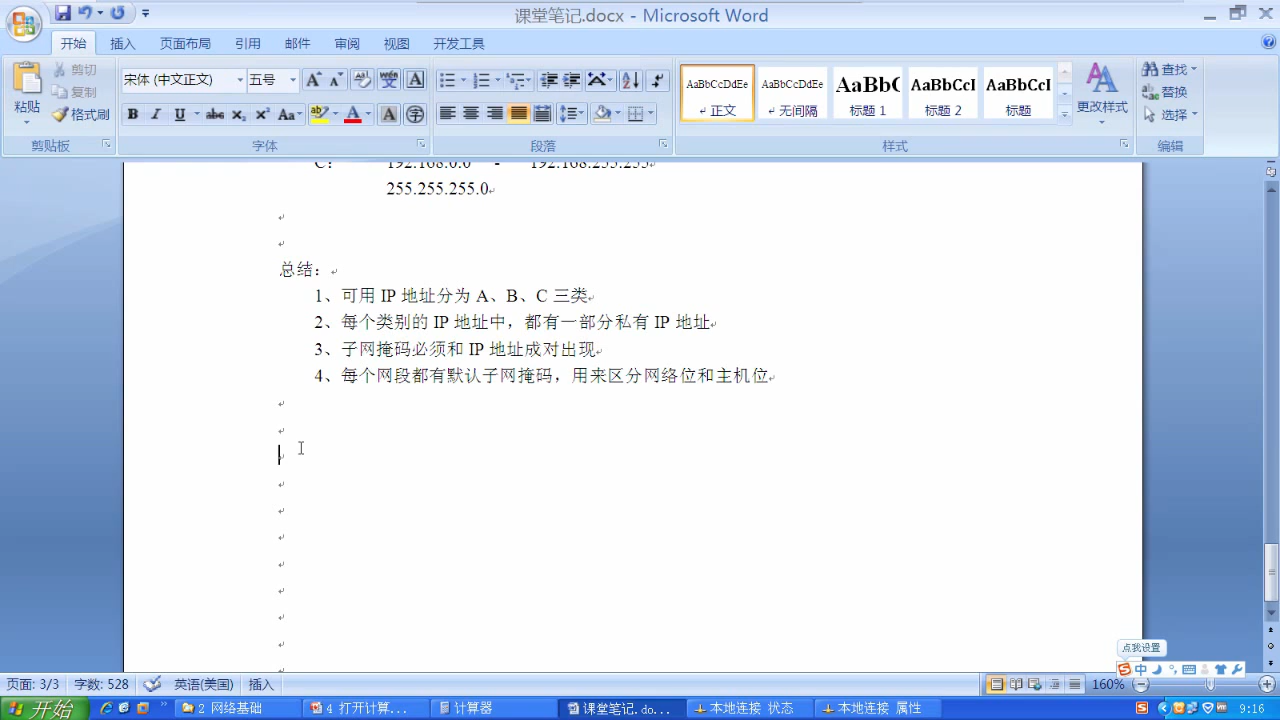 课堂笔记.docx - Microsoft Word
开始 插入 页面布局 引用 邮件 审阅 视图 开发工具
粘贴 剪切 复制 格式刷
宋体 (中文正文) 五号
AaBbCcDdEe AaBbCcDdEe AaBbC AaBbCcI AaBbCcI
正文 无间隔 标题 1 标题 2 标题
更改样式 查找 替换 选择
剪贴板 字体 段落 样式 编辑
C: 192.168.0.0 - 192.168.255.255
255.255.255.0
总结：
1、可用 IP 地址分为 A、B、C 三类
2、每个类别的 IP 地址中，都有一部分私有 IP 地址
3、子网掩码必须和 IP 地址成对出现
4、每个网段都有默认子网掩码，用来区分网络位和主机位
点我设置
中
页面: 3/3 字数: 528 英语(美国) 插入 160%
开始 2 网络基础 4 打开计算... 计算器 课堂笔记.do... 本地连接 状态 本地连接 属性 9:16